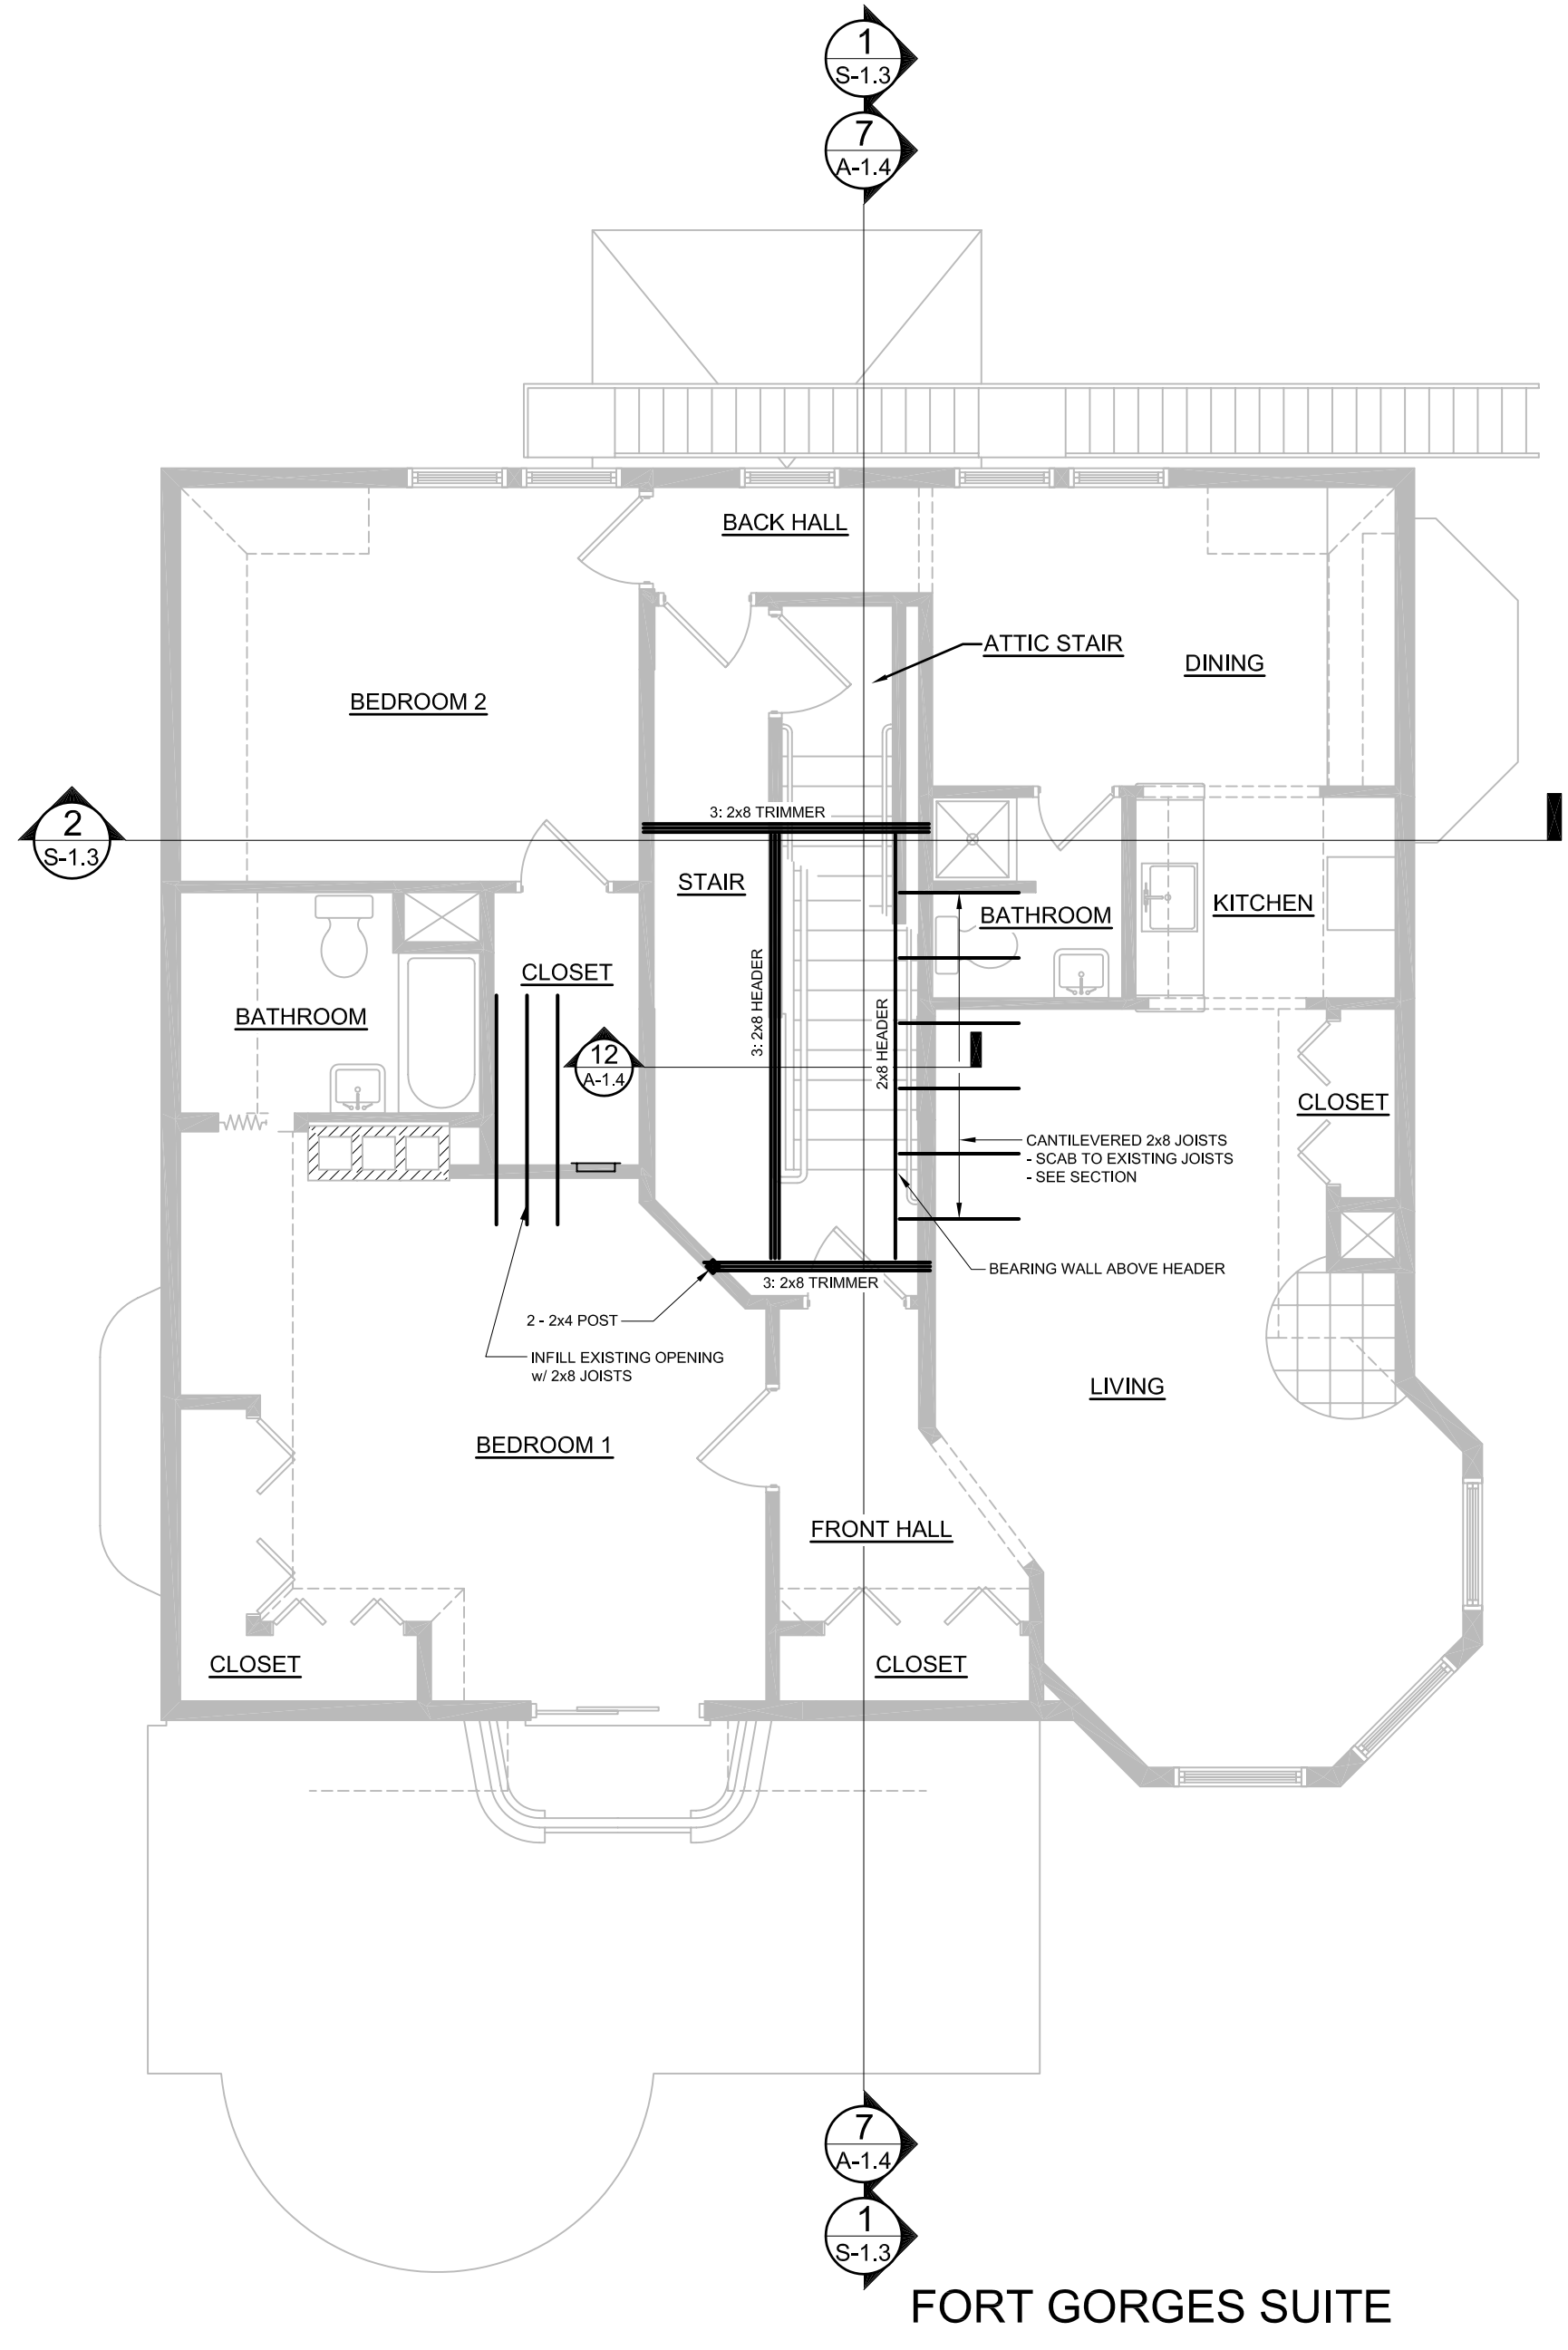 1
S-1.3
7
A-1.4
BACK HALL
ATTIC STAIR
DINING
BEDROOM 2
3: 2x8 TRIMMER
2
S-1.3
STAIR
KITCHEN
BATHROOM
CLOSET
3: 2x8 HEADER
2x8 HEADER
BATHROOM
12
A-1.4
CLOSET
CANTILEVERED 2x8 JOISTS
- SCAB TO EXISTING JOISTS
- SEE SECTION
BEARING WALL ABOVE HEADER
3: 2x8 TRIMMER
2 - 2x4 POST
INFILL EXISTING OPENING
w/ 2x8 JOISTS
LIVING
BEDROOM 1
FRONT HALL
CLOSET
CLOSET
7
A-1.4
1
S-1.3
FORT GORGES SUITE